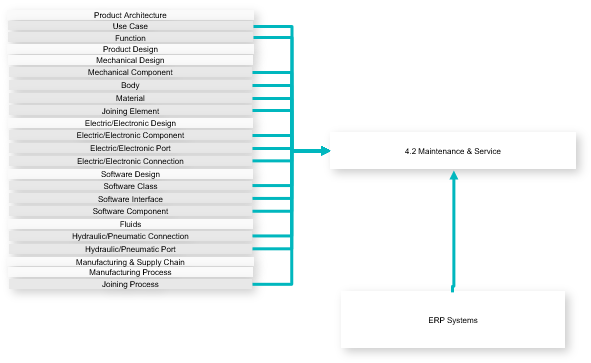 Product Architecture
Use Case
Function
Product Design
Mechanical Design
Mechanical Component
Body
Material
Joining Element
Electric/Electronic Design
Electric/Electronic Component
Electric/Electronic Port
Electric/Electronic Connection
Software Design
Software Class
Software Interface
Software Component
Fluids
Hydraulic/Pneumatic Connection
Hydraulic/Pneumatic Port
Manufacturing & Supply Chain
Manufacturing Process
Joining Process
4.2 Maintenance & Service
ERP Systems